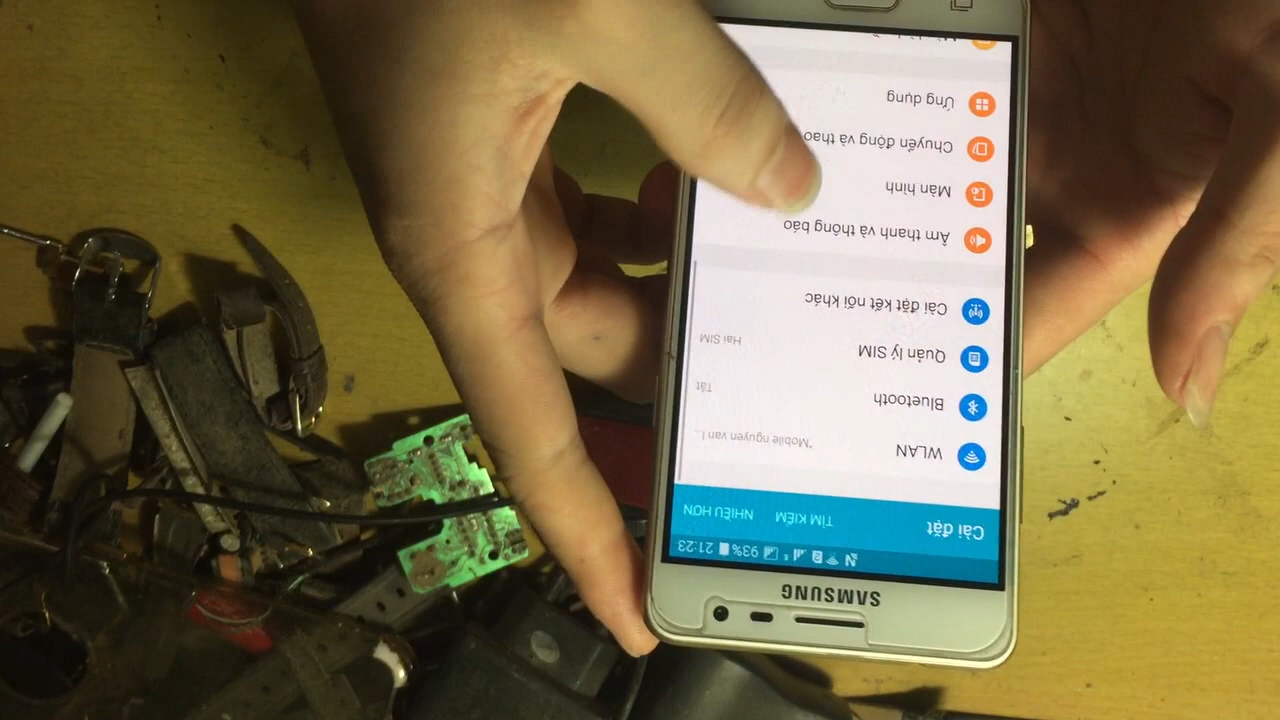 SAMSUNG
93% 21:23
Cài đặt TÌM KIẾM NHIỀU HƠN
WLAN "Mobile nguyen van l...
Bluetooth Tắt
Quản lý SIM Hai SIM
Cài đặt kết nối khác
Âm thanh và thông báo
Màn hình
Chuyển động và thao
Ứng dụng